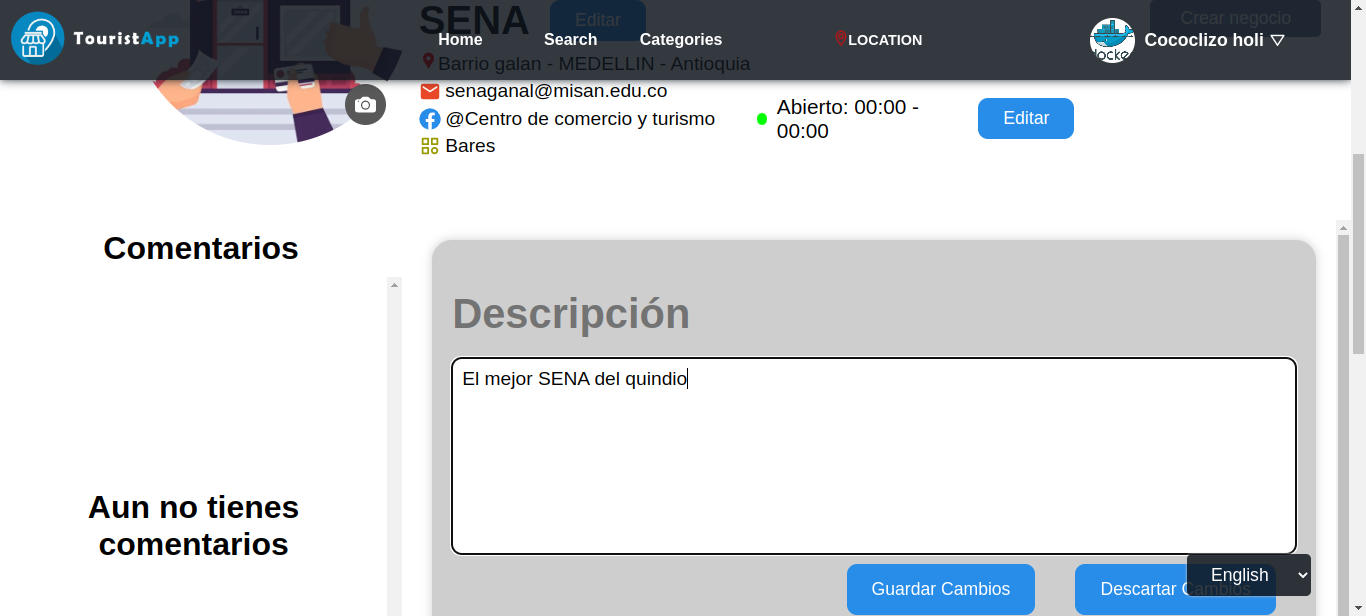 TouristApp
Home
Search
Categories
LOCATION
Cococlizo holi
SENA
Editar
Crear negocio
Barrio galan - MEDELLIN - Antioquia
senaganal@misan.edu.co
@Centro de comercio y turismo
Bares
Abierto: 00:00 -
00:00
Editar
Comentarios
Aun no tienes
comentarios
Descripción
El mejor SENA del quindio
Guardar Cambios
Descartar Cambios
English